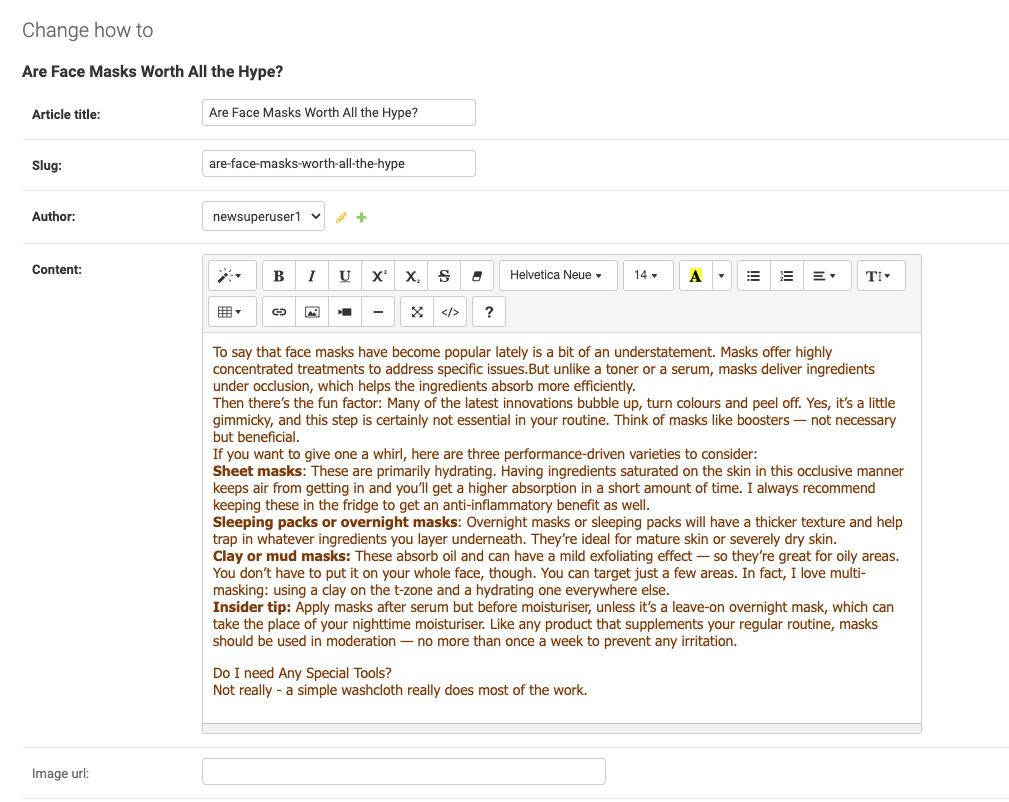 Change how to
Are Face Masks Worth All the Hype?
Article title:
Are Face Masks Worth All the Hype?
Slug:
are-face-masks-worth-all-the-hype
Author:
newsuperuser1
Content:
B I U X² X₂ S Helvetica Neue 14 A TI
</> ?
To say that face masks have become popular lately is a bit of an understatement. Masks offer highly
concentrated treatments to address specific issues.But unlike a toner or a serum, masks deliver ingredients
under occlusion, which helps the ingredients absorb more efficiently.
Then there’s the fun factor: Many of the latest innovations bubble up, turn colours and peel off. Yes, it’s a little
gimmicky, and this step is certainly not essential in your routine. Think of masks like boosters — not necessary
but beneficial.
If you want to give one a whirl, here are three performance-driven varieties to consider:
Sheet masks: These are primarily hydrating. Having ingredients saturated on the skin in this occlusive manner
keeps air from getting in and you’ll get a higher absorption in a short amount of time. I always recommend
keeping these in the fridge to get an anti-inflammatory benefit as well.
Sleeping packs or overnight masks: Overnight masks or sleeping packs will have a thicker texture and help
trap in whatever ingredients you layer underneath. They’re ideal for mature skin or severely dry skin.
Clay or mud masks: These absorb oil and can have a mild exfoliating effect — so they’re great for oily areas.
You don’t have to put it on your whole face, though. You can target just a few areas. In fact, I love multi-
masking: using a clay on the t-zone and a hydrating one everywhere else.
Insider tip: Apply masks after serum but before moisturiser, unless it’s a leave-on overnight mask, which can
take the place of your nighttime moisturiser. Like any product that supplements your regular routine, masks
should be used in moderation — no more than once a week to prevent any irritation.
Do I need Any Special Tools?
Not really - a simple washcloth really does most of the work.
Image url: